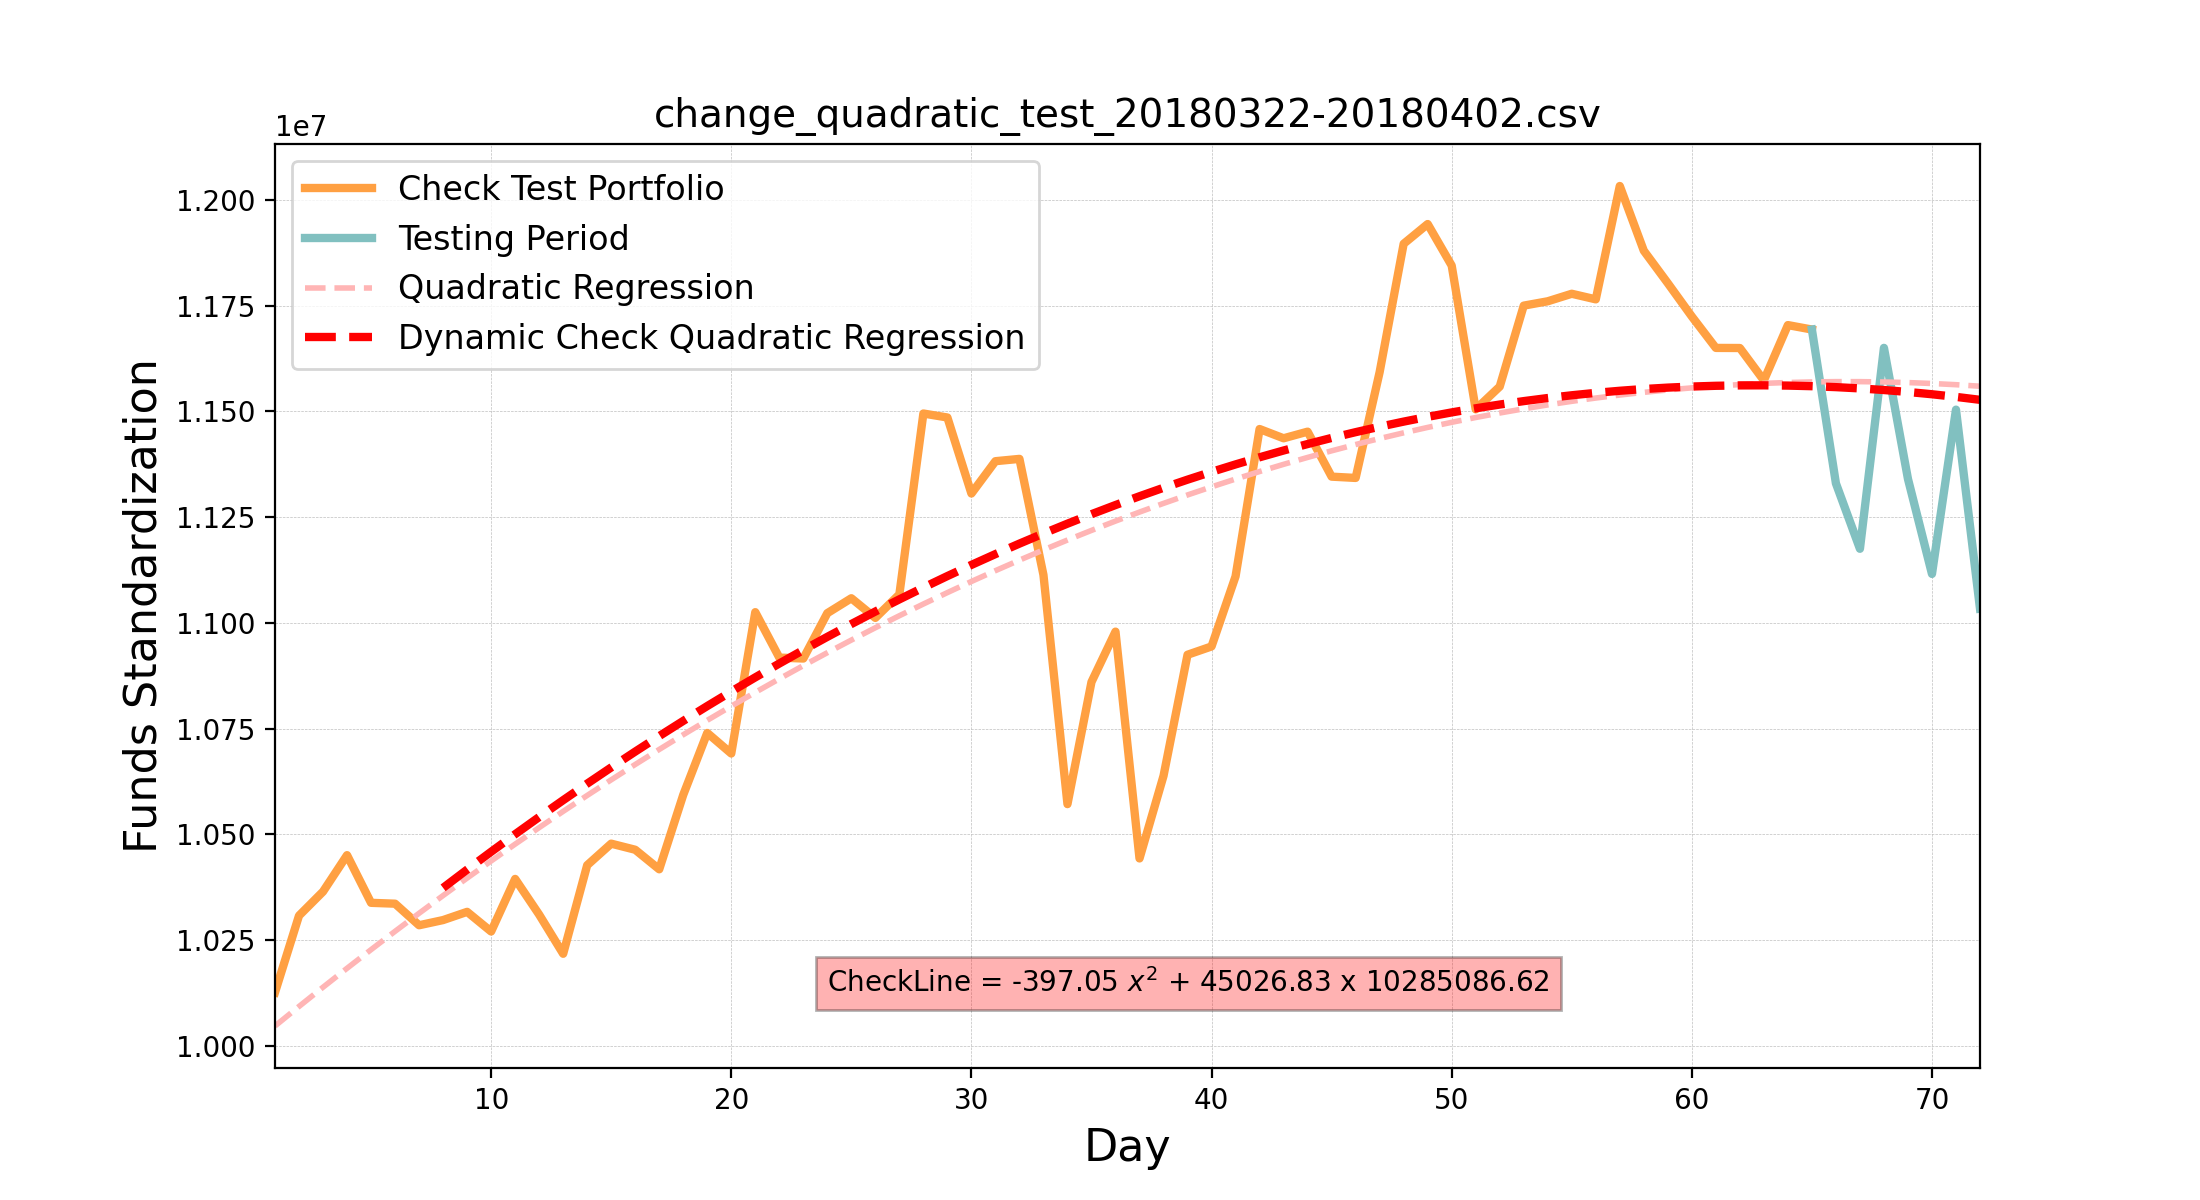 change_quadratic_test_20180322-20180402.csv
1e7
Check Test Portfolio
Testing Period
Quadratic Regression
Dynamic Check Quadratic Regression
1.200
1.175
1.150
1.125
1.100
1.075
1.050
1.025
1.000
Funds Standardization
CheckLine = -397.05 x² + 45026.83 x 10285086.62
10 20 30 40 50 60 70
Day